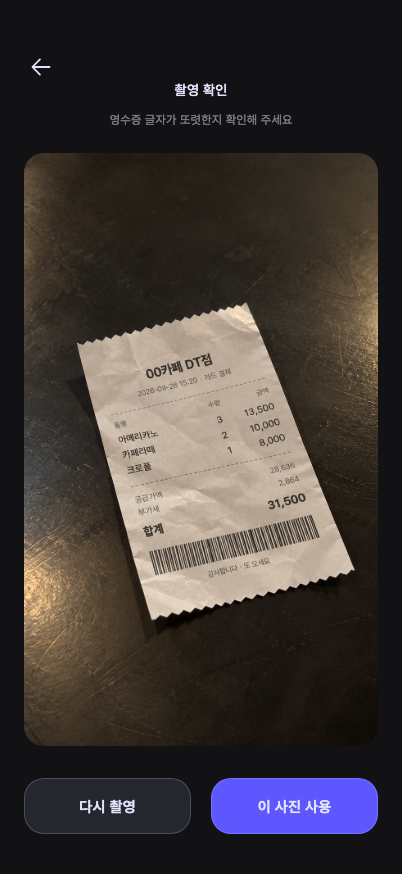 촬영 확인
영수증 글자가 또렷한지 확인해 주세요
00카페 DT점
2026-09-26 15:20 · 카드 결제
품명 수량 금액
아메리카노 3 13,500
카페라떼 2 10,000
크로플 1 8,000
공급가액 28,636
부가세 2,864
합계 31,500
감사합니다 · 또 오세요
다시 촬영
이 사진 사용